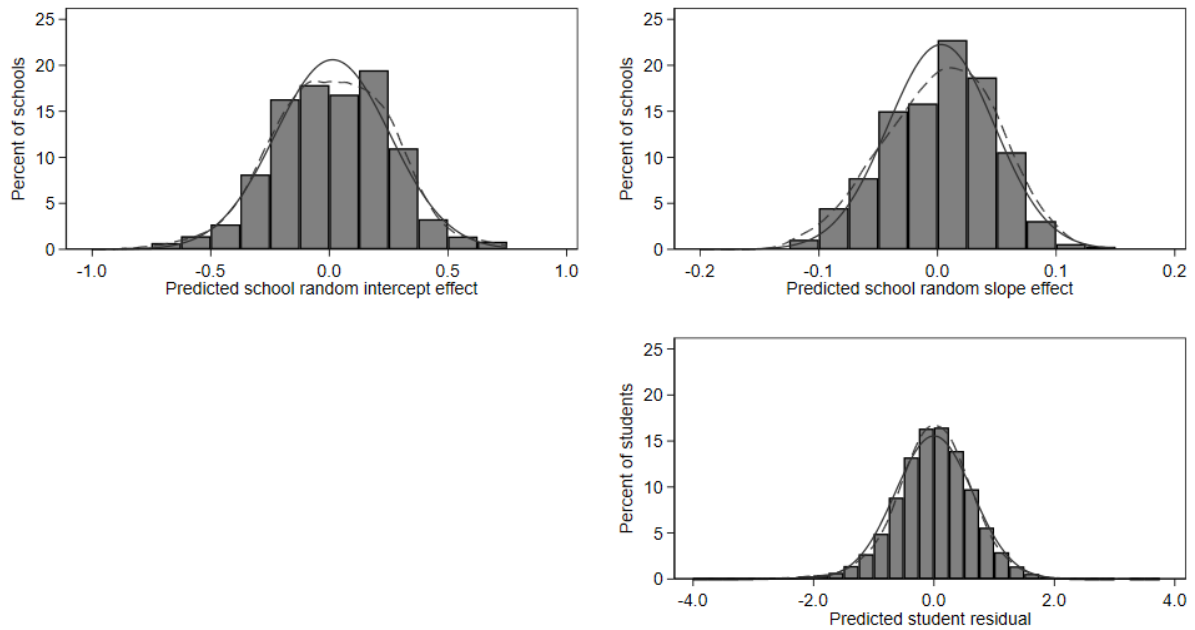 Percent of schools
25
20
15
10
5
0
-1.0 -0.5 0.0 0.5 1.0
Predicted school random intercept effect
Percent of schools
25
20
15
10
5
0
-0.2 -0.1 0.0 0.1 0.2
Predicted school random slope effect
Percent of students
25
20
15
10
5
0
-4.0 -2.0 0.0 2.0 4.0
Predicted student residual